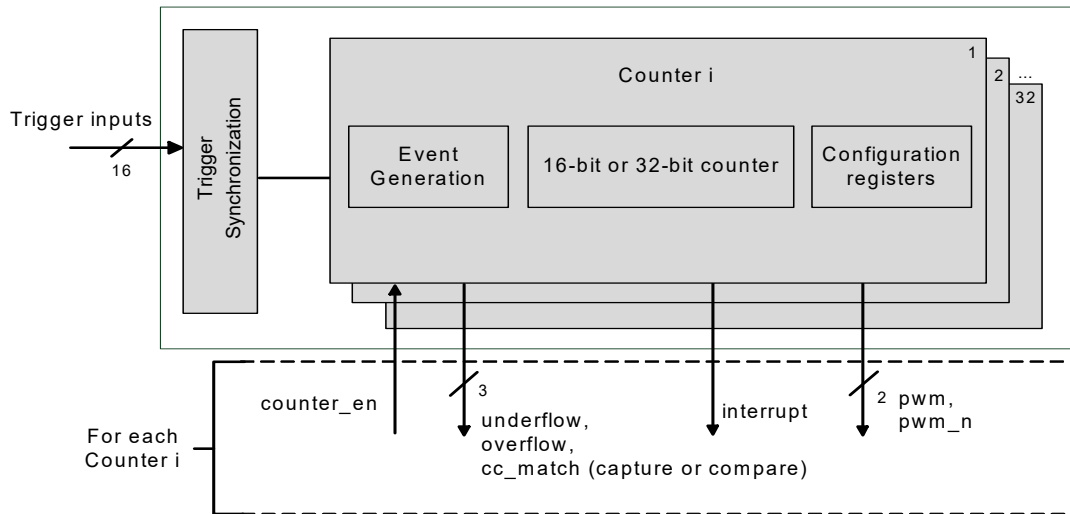 1
Counter i
2
...
32
Trigger inputs
16
Trigger
Synchronization
Event
Generation
16-bit or 32-bit counter
Configuration
registers
counter_en
3
underflow,
overflow,
cc_match (capture or compare)
interrupt
2
pwm,
pwm_n
For each
Counter i